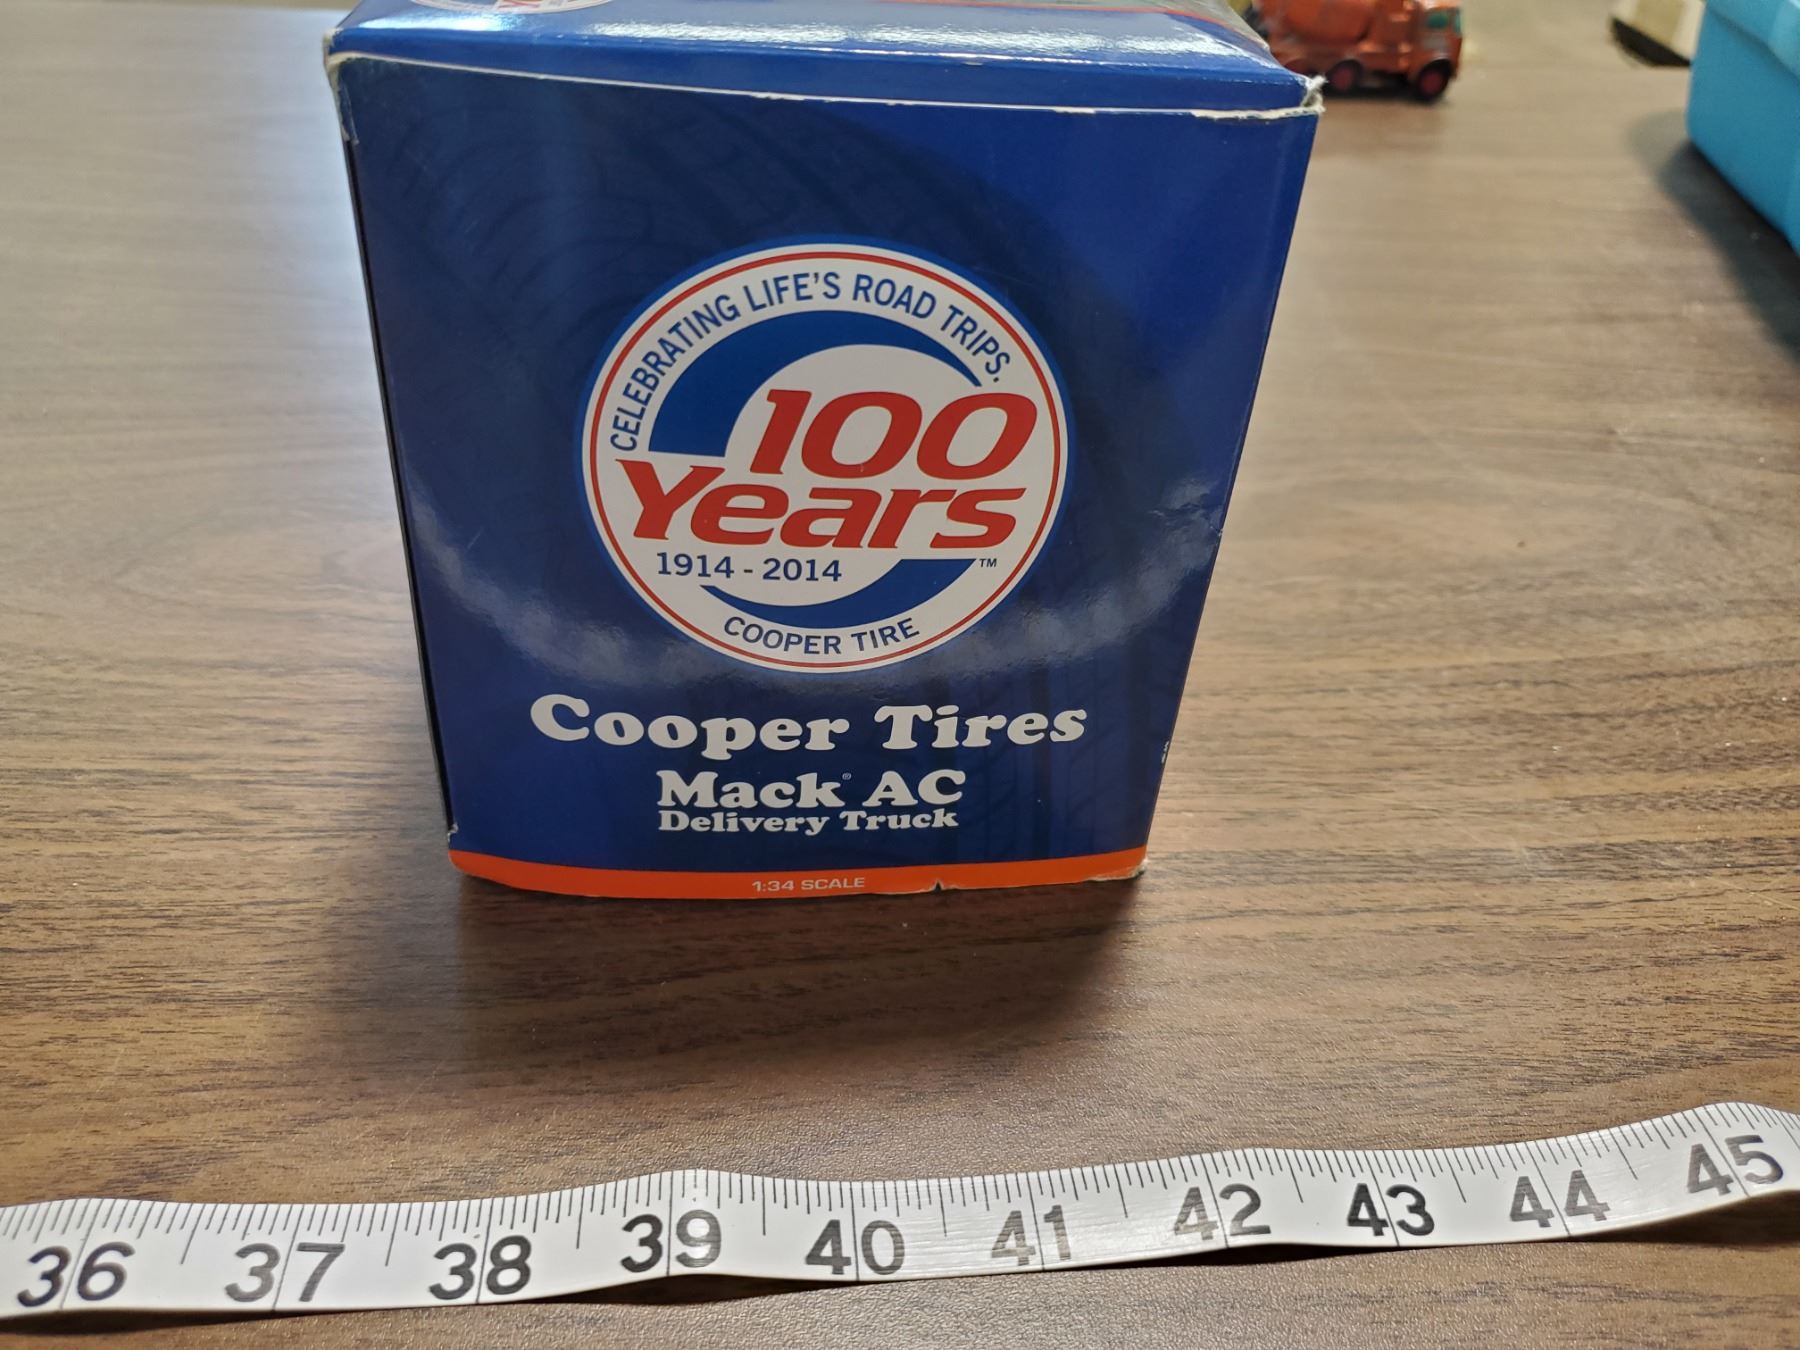 CELEBRATING LIFE'S ROAD TRIPS.
100
Years
1914 - 2014
TM
COOPER TIRE
Cooper Tires
Mack® AC
Delivery Truck
1:34 SCALE
36 37 38 39 40 41 42 43 44 45